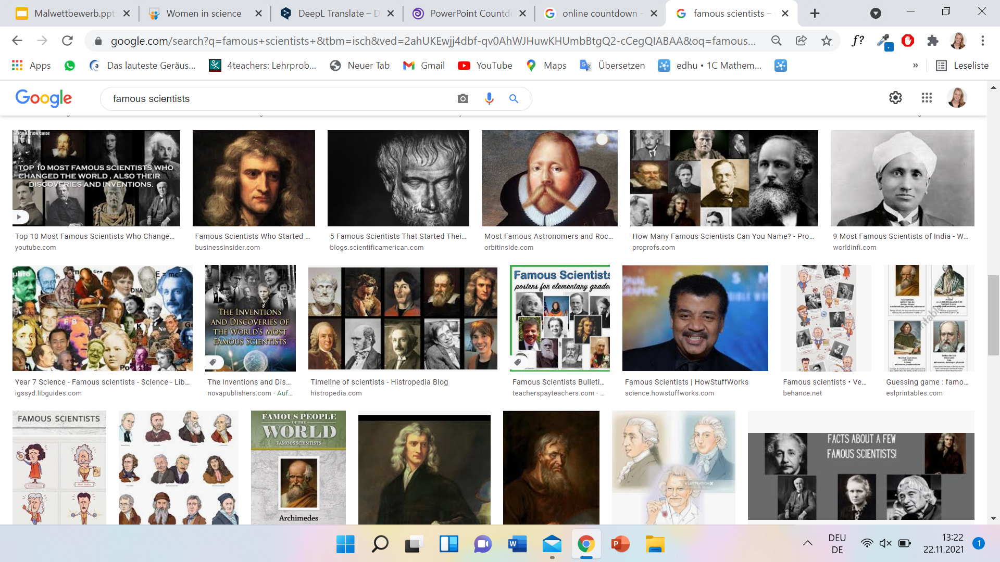 Malwettbewerb.ppt
Women in science
DeepL Translate – D
PowerPoint Countd
online countdown -
famous scientists –
google.com/search?q=famous+scientists+&tbm=isch&ved=2ahUKEwjj4dbf-qv0AhWJHuwKHUmbBtgQ2-cCegQIABAA&oq=famous...
f?
Apps
Das lauteste Geräus...
4teachers: Lehrprob...
Neuer Tab
Gmail
YouTube
Maps
Übersetzen
edhu • 1C Mathem...
»
Leseliste
Google
famous scientists
TOP 10 MOST FAMOUS SCIENTISTS WHO
CHANGED THE WORLD , ALSO THEIR
DISCOVERIES AND INVENTIONS.
Top 10 Most Famous Scientists Who Change...
youtube.com
Famous Scientists Who Started ...
businessinsider.com
5 Famous Scientists That Started Thei...
blogs.scientificamerican.com
Most Famous Astronomers and Roc...
orbitinside.com
How Many Famous Scientists Can You Name? - Pro...
proprofs.com
9 Most Famous Scientists of India - W...
worldinfi.com
Geo
E = mc2
DNA
E B
K
Ne
Year 7 Science - Famous scientists - Science - Lib...
igssyd.libguides.com
THE INVENTIONS
AND DISCOVERIES OF
THE WORLD'S MOST
FAMOUS SCIENTISTS
The Inventions and Dis...
novapublishers.com · Auf...
Timeline of scientists - Histropedia Blog
histropedia.com
Famous Scientists
posters for elementary grades
Famous Scientists Bulleti...
teacherspayteachers.com · ...
Famous Scientists | HowStuffWorks
science.howstuffworks.com
Famous scientists • Ve...
behance.net
Guessing game : famo...
eslprintables.com
FAMOUS SCIENTISTS
FAMOUS PEOPLE
OF THE
WORLD
FAMOUS SCIENTISTS
Archimedes
ILLUSTRATIONX
FACTS ABOUT A FEW
FAMOUS SCIENTISTS!
DEU
DE
13:22
22.11.2021
1